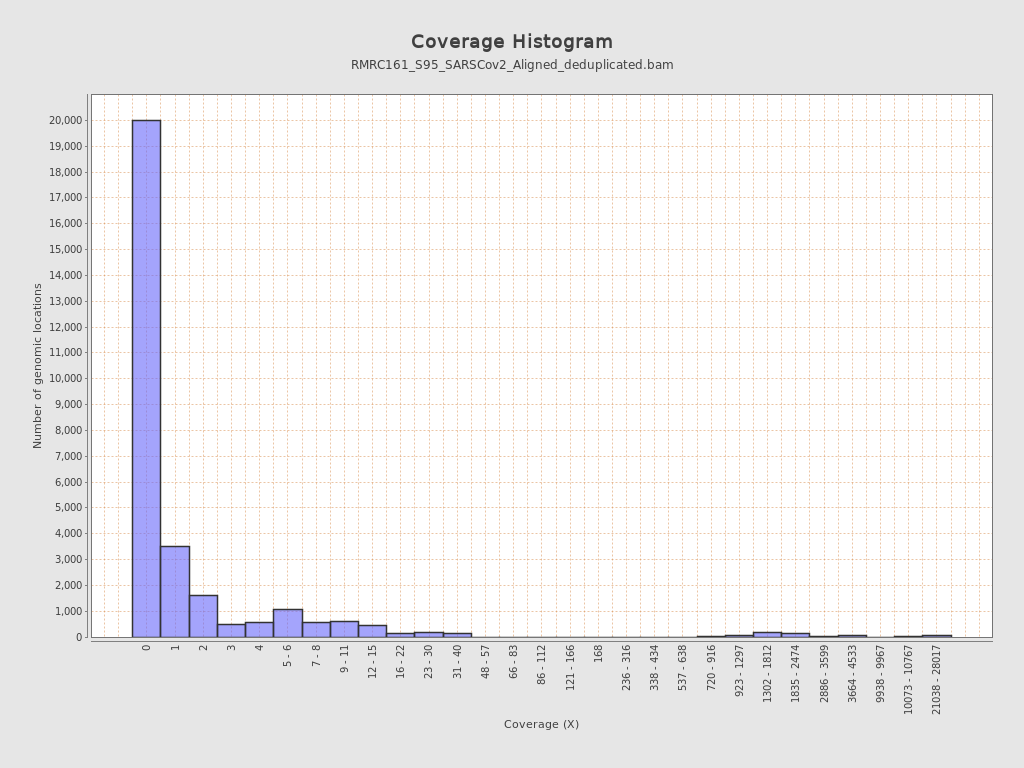 Coverage Histogram
RMRC161_S95_SARSCov2_Aligned_deduplicated.bam
Number of genomic locations
20,000
19,000
18,000
17,000
16,000
15,000
14,000
13,000
12,000
11,000
10,000
9,000
8,000
7,000
6,000
5,000
4,000
3,000
2,000
1,000
0
0
1
2
3
4
5 - 6
7 - 8
9 - 11
12 - 15
16 - 22
23 - 30
31 - 40
48 - 57
66 - 83
86 - 112
121 - 166
168
236 - 316
338 - 434
537 - 638
720 - 916
923 - 1297
1302 - 1812
1835 - 2474
2886 - 3599
3664 - 4533
9938 - 9967
10073 - 10767
21038 - 28017
Coverage (X)